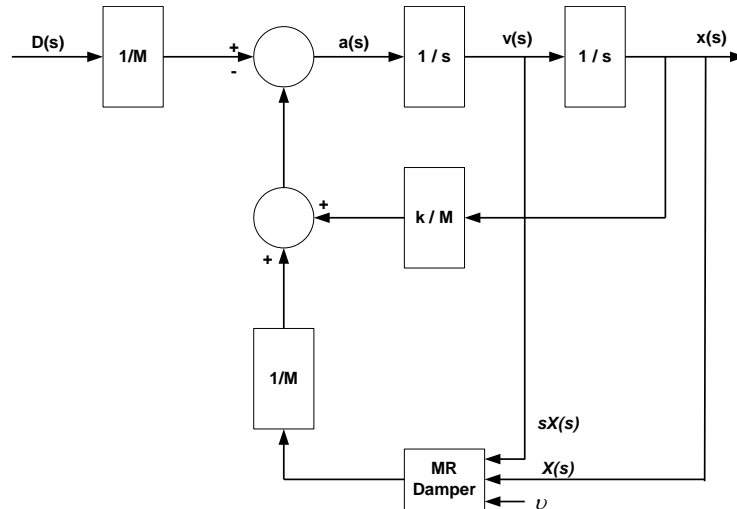 D(s)
1/M
+
-
a(s)
1 / s
v(s)
1 / s
x(s)
+
k / M
+
1/M
sX(s)
MR
Damper
X(s)
υ